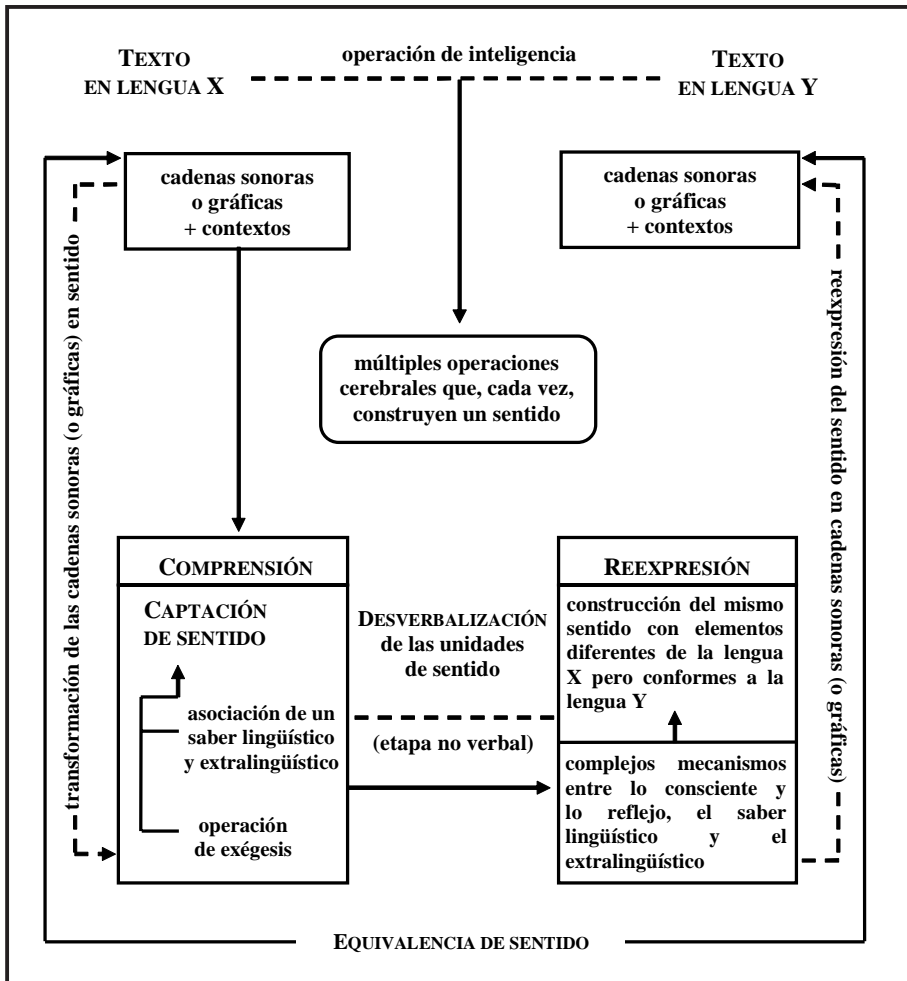 TEXTO
EN LENGUA X
operación de inteligencia
TEXTO
EN LENGUA Y
cadenas sonoras
o gráficas
+ contextos
cadenas sonoras
o gráficas
+ contextos
transformación de las cadenas sonoras (o gráficas) en sentido
reexpresión del sentido en cadenas sonoras (o gráficas)
múltiples operaciones
cerebrales que, cada vez,
construyen un sentido
COMPRENSIÓN
CAPTACIÓN
DE SENTIDO
asociación de un
saber lingüístico
y extralingüístico
operación
de exégesis
DESVERBALIZACIÓN
de las unidades
de sentido
(etapa no verbal)
REEXPRESIÓN
construcción del mismo
sentido con elementos
diferentes de la lengua
X pero conformes a la
lengua Y
complejos mecanismos
entre lo consciente y
lo reflejo, el saber
lingüístico y el
extralingüístico
EQUIVALENCIA DE SENTIDO